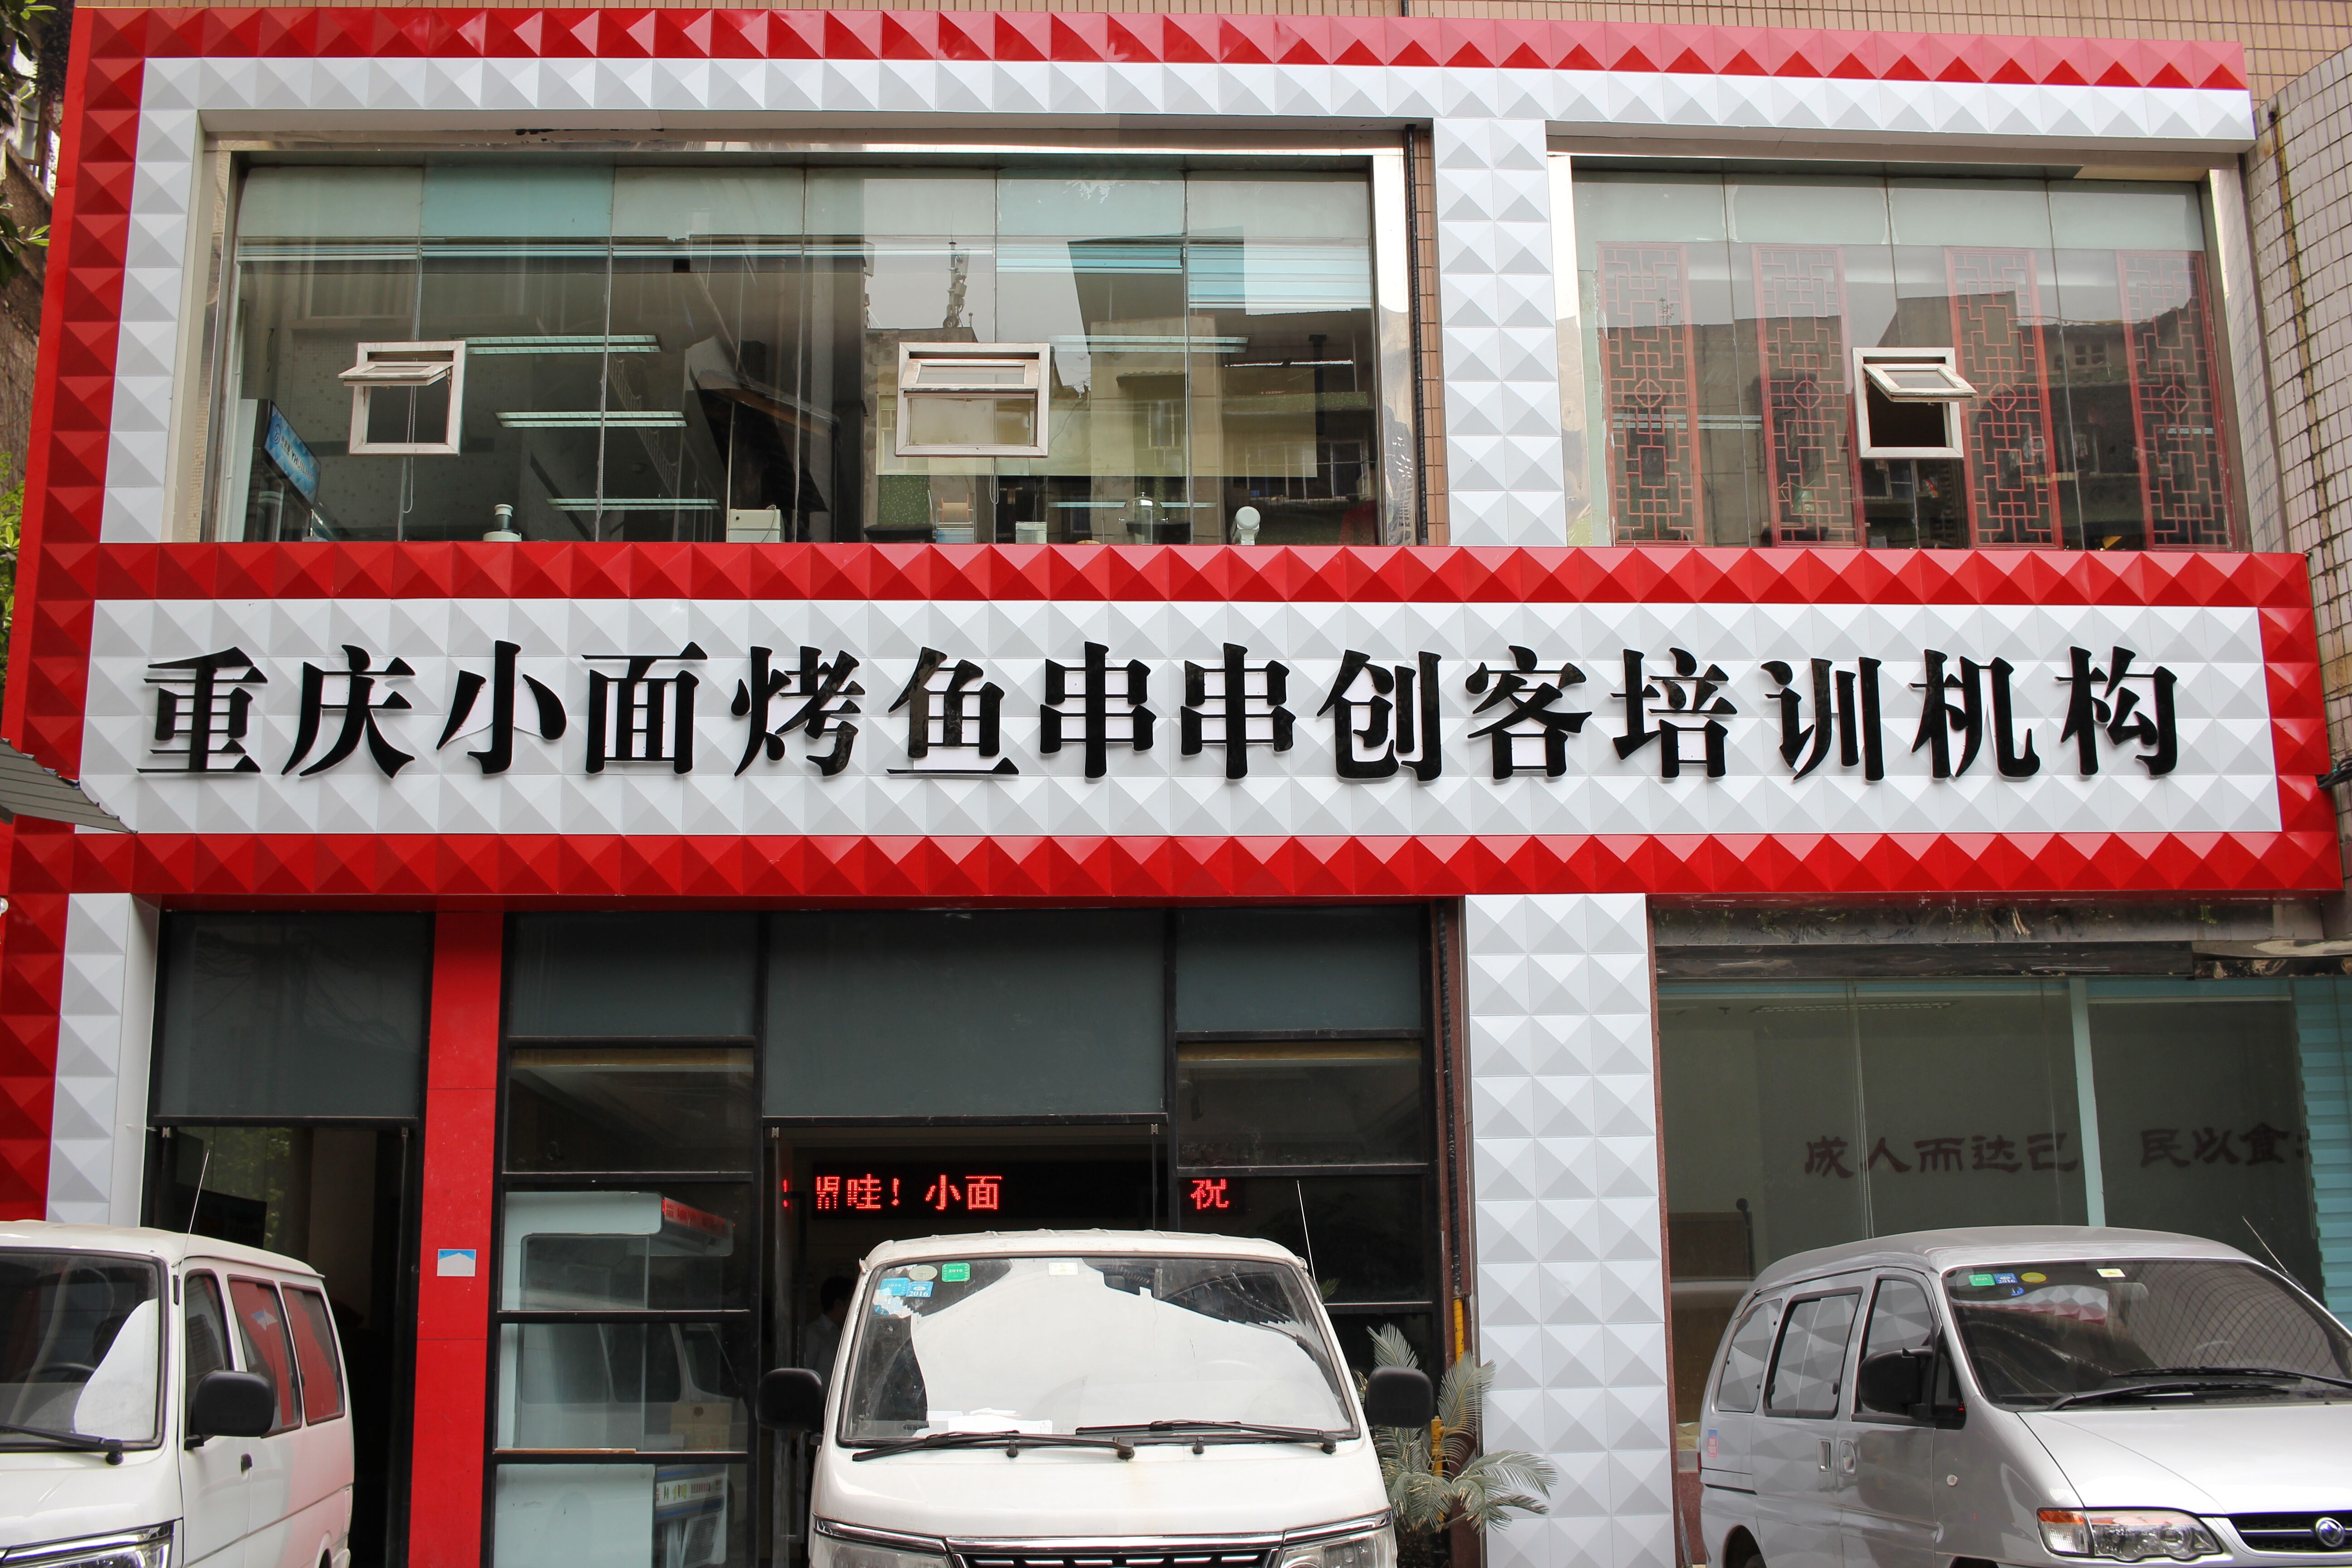 重庆小面烤鱼串串创客培训机构
成人而达己 民以食
哇！小面 祝
2016